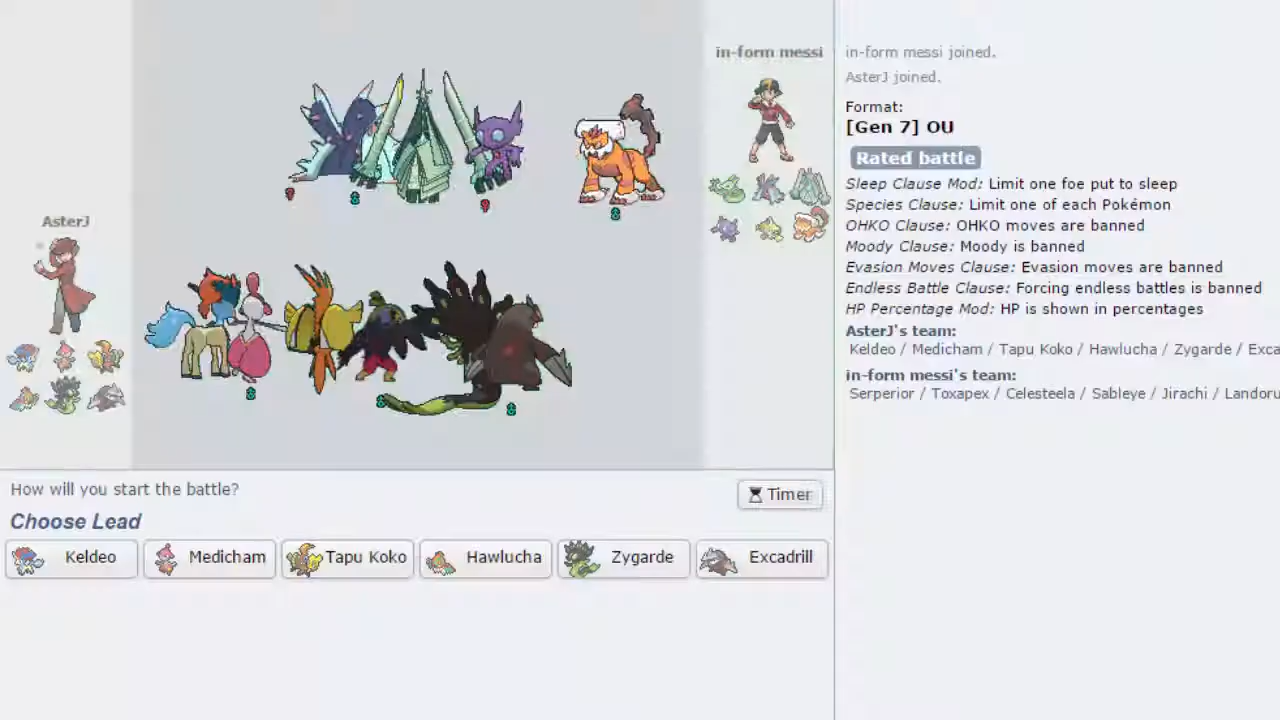 in-form messi
AsterJ
How will you start the battle?
Timer
Choose Lead
Keldeo
Medicham
Tapu Koko
Hawlucha
Zygarde
Excadrill
in-form messi joined.
AsterJ joined.
Format:
[Gen 7] OU
Rated battle
Sleep Clause Mod: Limit one foe put to sleep
Species Clause: Limit one of each Pokémon
OHKO Clause: OHKO moves are banned
Moody Clause: Moody is banned
Evasion Moves Clause: Evasion moves are banned
Endless Battle Clause: Forcing endless battles is banned
HP Percentage Mod: HP is shown in percentages
AsterJ's team:
Keldeo / Medicham / Tapu Koko / Hawlucha / Zygarde / Exca
in-form messi's team:
Serperior / Toxapex / Celesteela / Sableye / Jirachi / Landoru